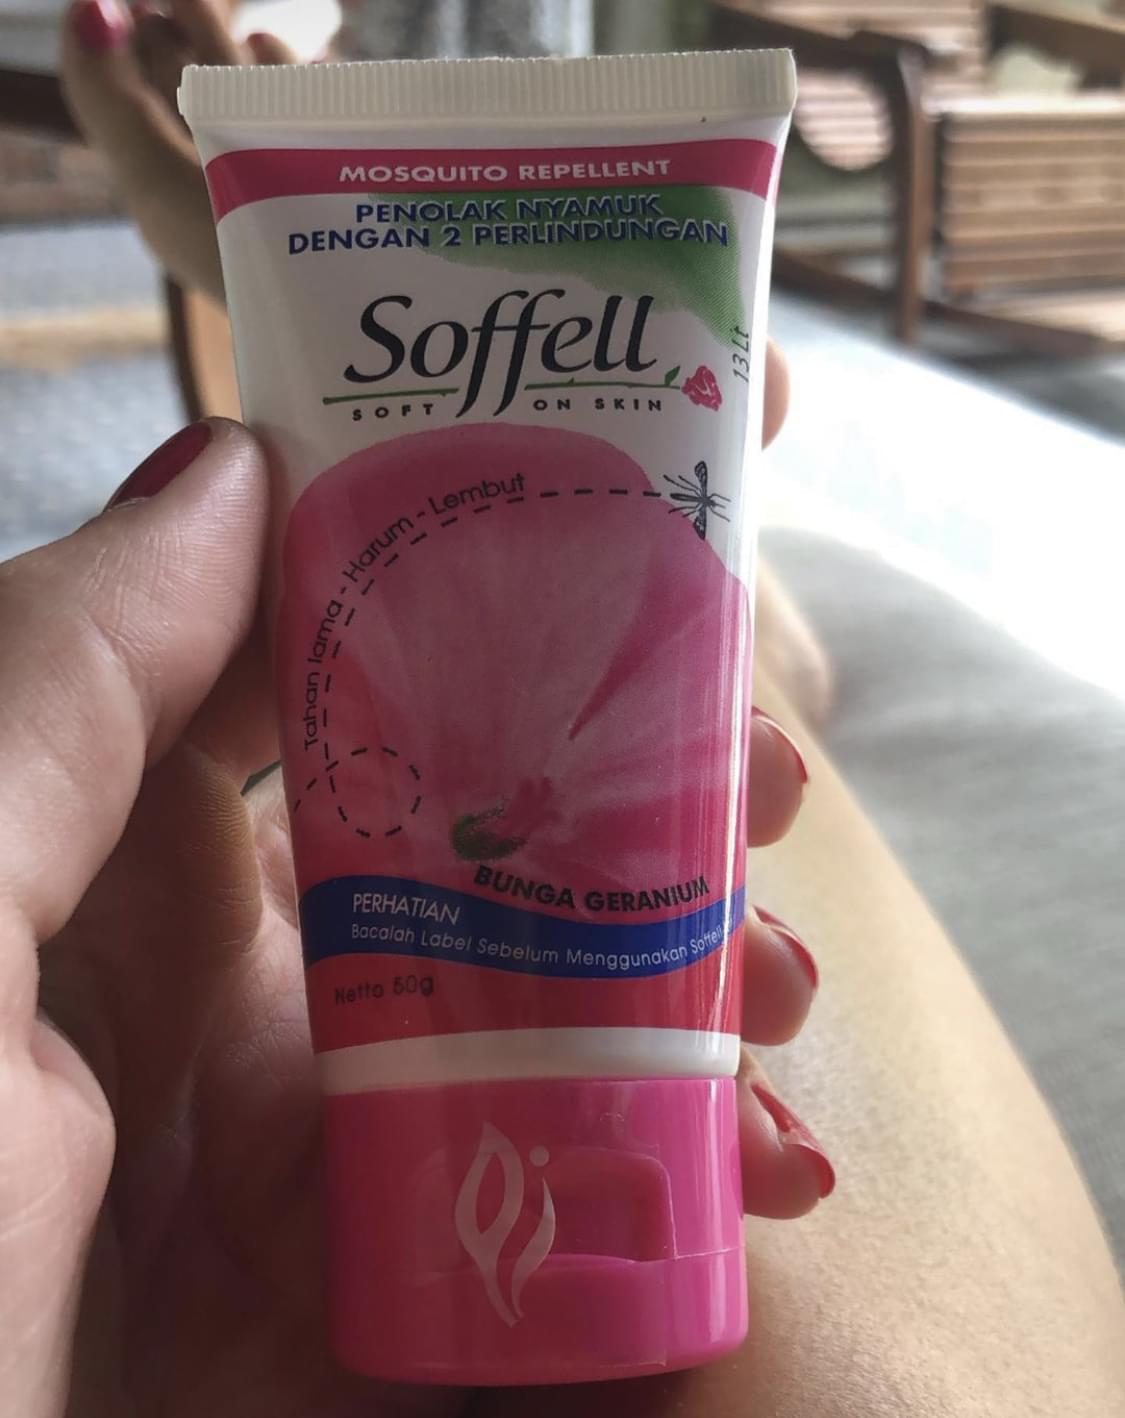 MOSQUITO REPELLENT
PENOLAK NYAMUK
DENGAN 2 PERLINDUNGAN
Soffell
SOFT ON SKIN
13 Lt
Tahan lama - Harum - Lembut
BUNGA GERANIUM
PERHATIAN
Bacalah Label Sebelum Menggunakan Soffell
Netto 50g